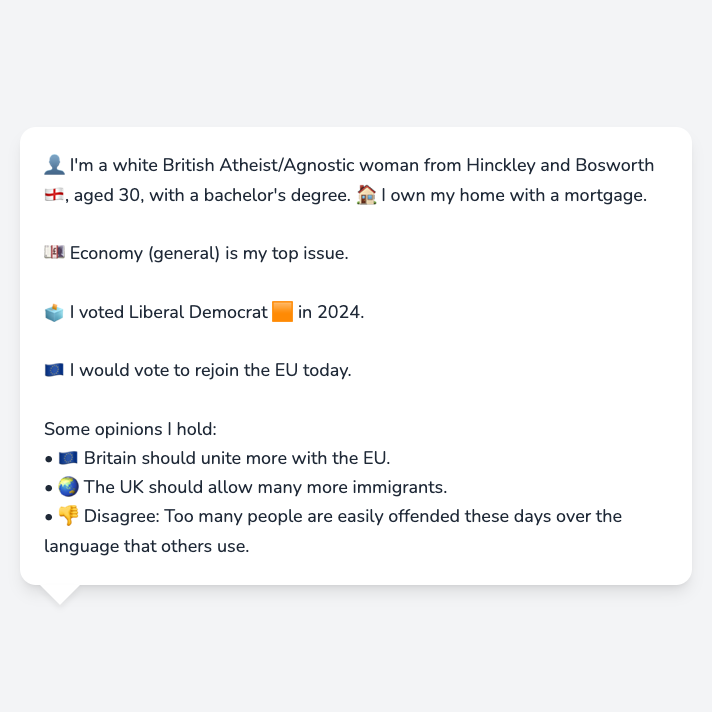 👤 I'm a white British Atheist/Agnostic woman from Hinckley and Bosworth
🏴󠁧󠁢󠁥󠁮󠁧󠁿, aged 30, with a bachelor's degree. 🏠 I own my home with a mortgage.
💷 Economy (general) is my top issue.
🗳️ I voted Liberal Democrat 🟧 in 2024.
🇪🇺 I would vote to rejoin the EU today.
Some opinions I hold:
• 🇪🇺 Britain should unite more with the EU.
• 🌏 The UK should allow many more immigrants.
• 👎 Disagree: Too many people are easily offended these days over the
language that others use.